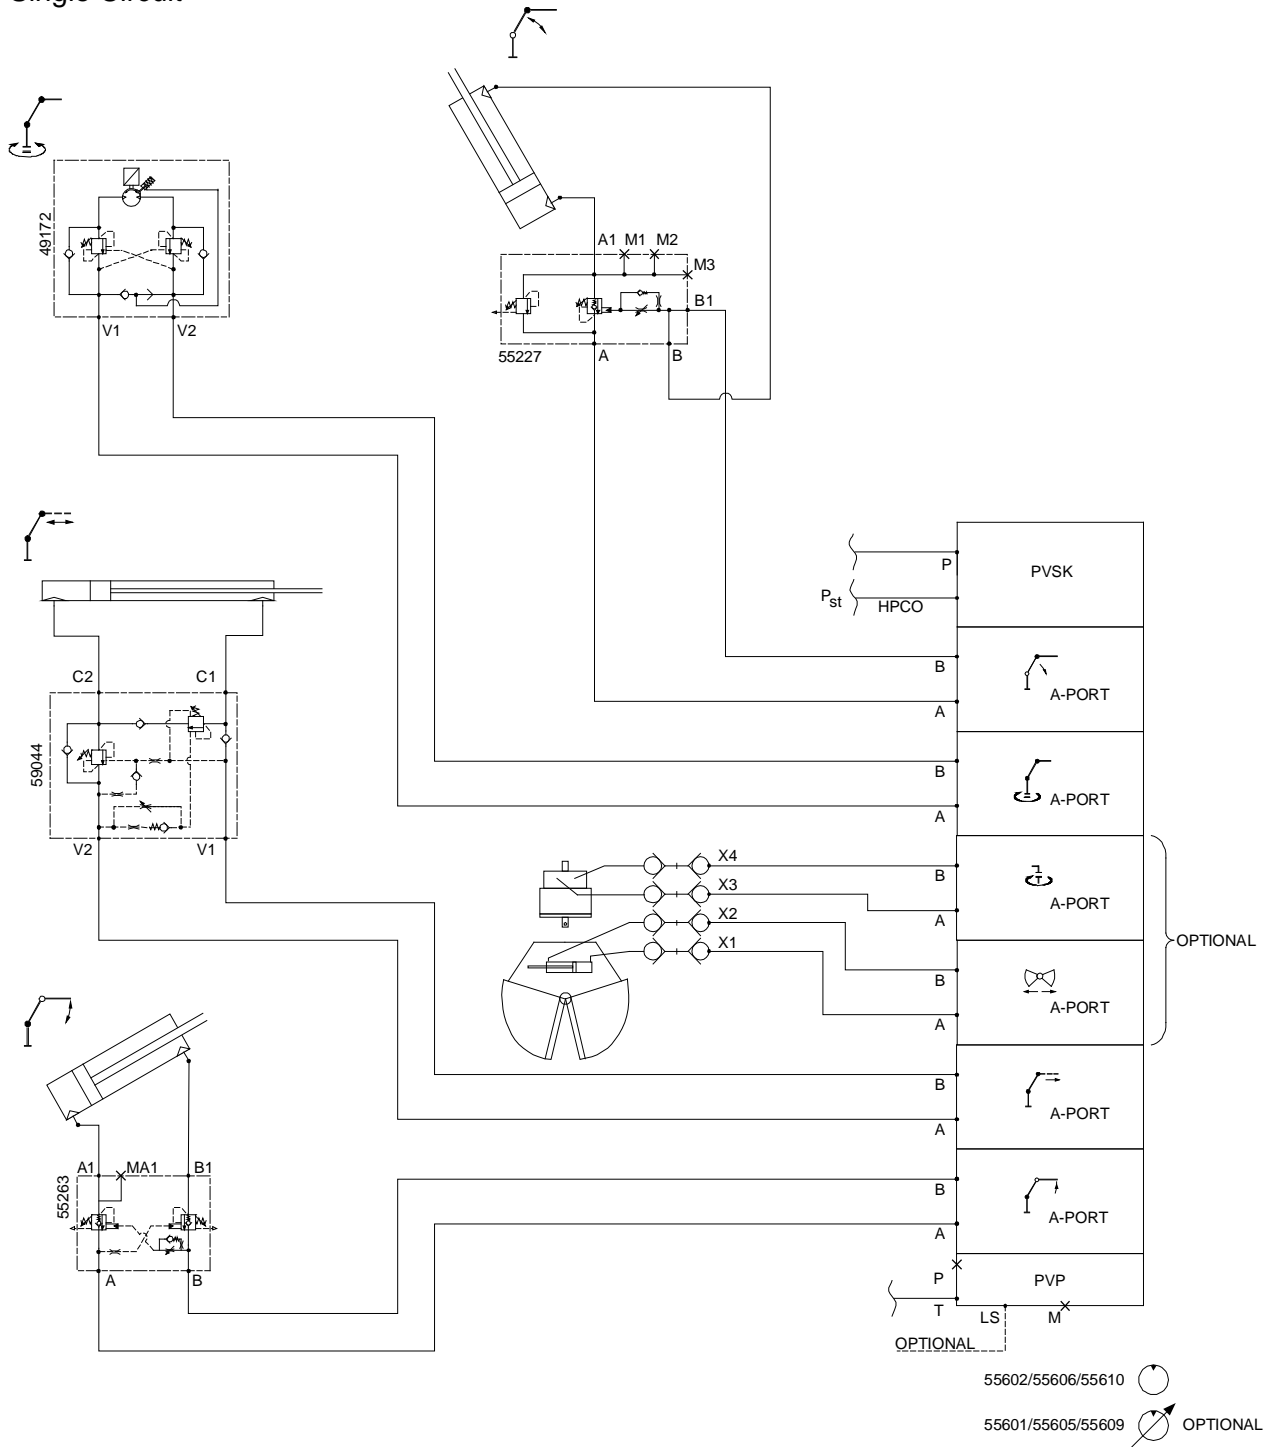 Single Circuit
49172
V1 V2
A1 M1 M2
M3
B1
55227
A B
P
PVSK
Pst
HPCO
B
A-PORT
A
B
A-PORT
A
C2 C1
59044
V2 V1
X4
X3
X2
X1
B
A-PORT
A
OPTIONAL
B
A-PORT
A
B
A-PORT
A
A1 MA1 B1
55263
A B
B
A-PORT
A
P
PVP
T
LS
M
OPTIONAL
55602/55606/55610
55601/55605/55609 OPTIONAL